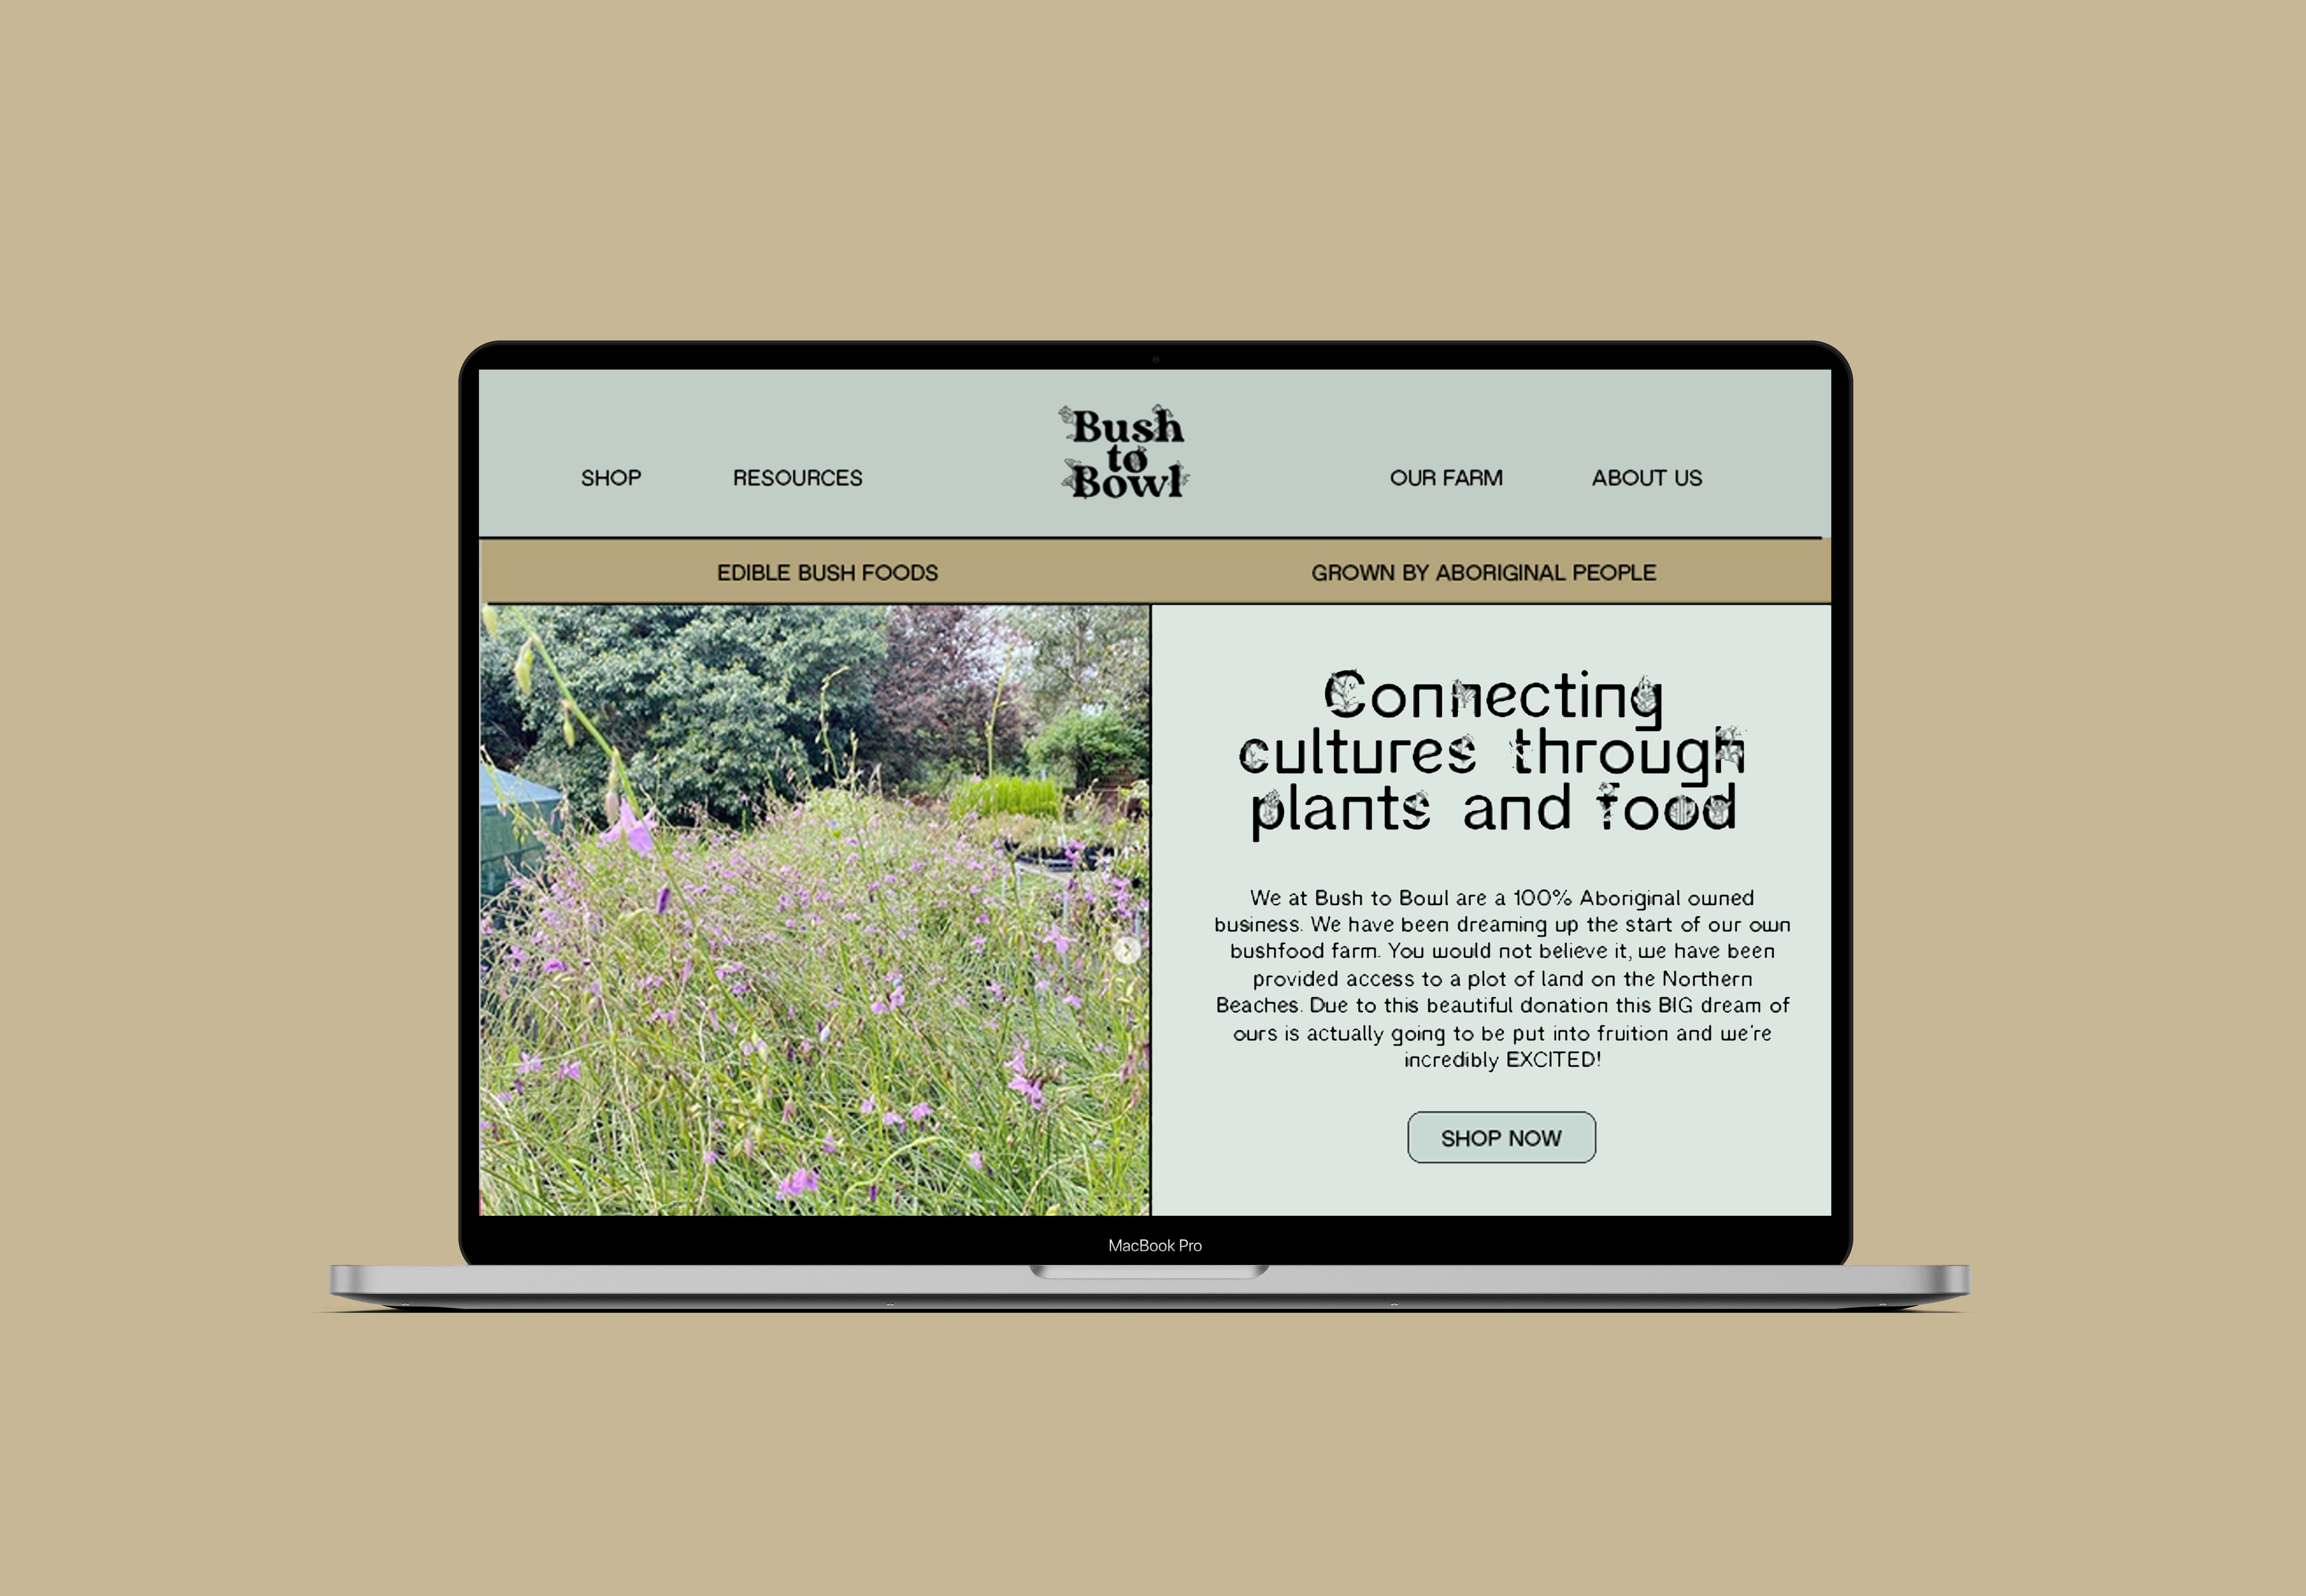 Bush
to
Bowl
SHOP RESOURCES OUR FARM ABOUT US
EDIBLE BUSH FOODS GROWN BY ABORIGINAL PEOPLE
Connecting
cultures through
plants and food
We at Bush to Bowl are a 100% Aboriginal owned
business. We have been dreaming up the start of our own
bushfood farm. You would not believe it, we have been
provided access to a plot of land on the Northern
Beaches. Due to this beautiful donation this BIG dream of
ours is actually going to be put into fruition and we're
incredibly EXCITED!
SHOP NOW
MacBook Pro